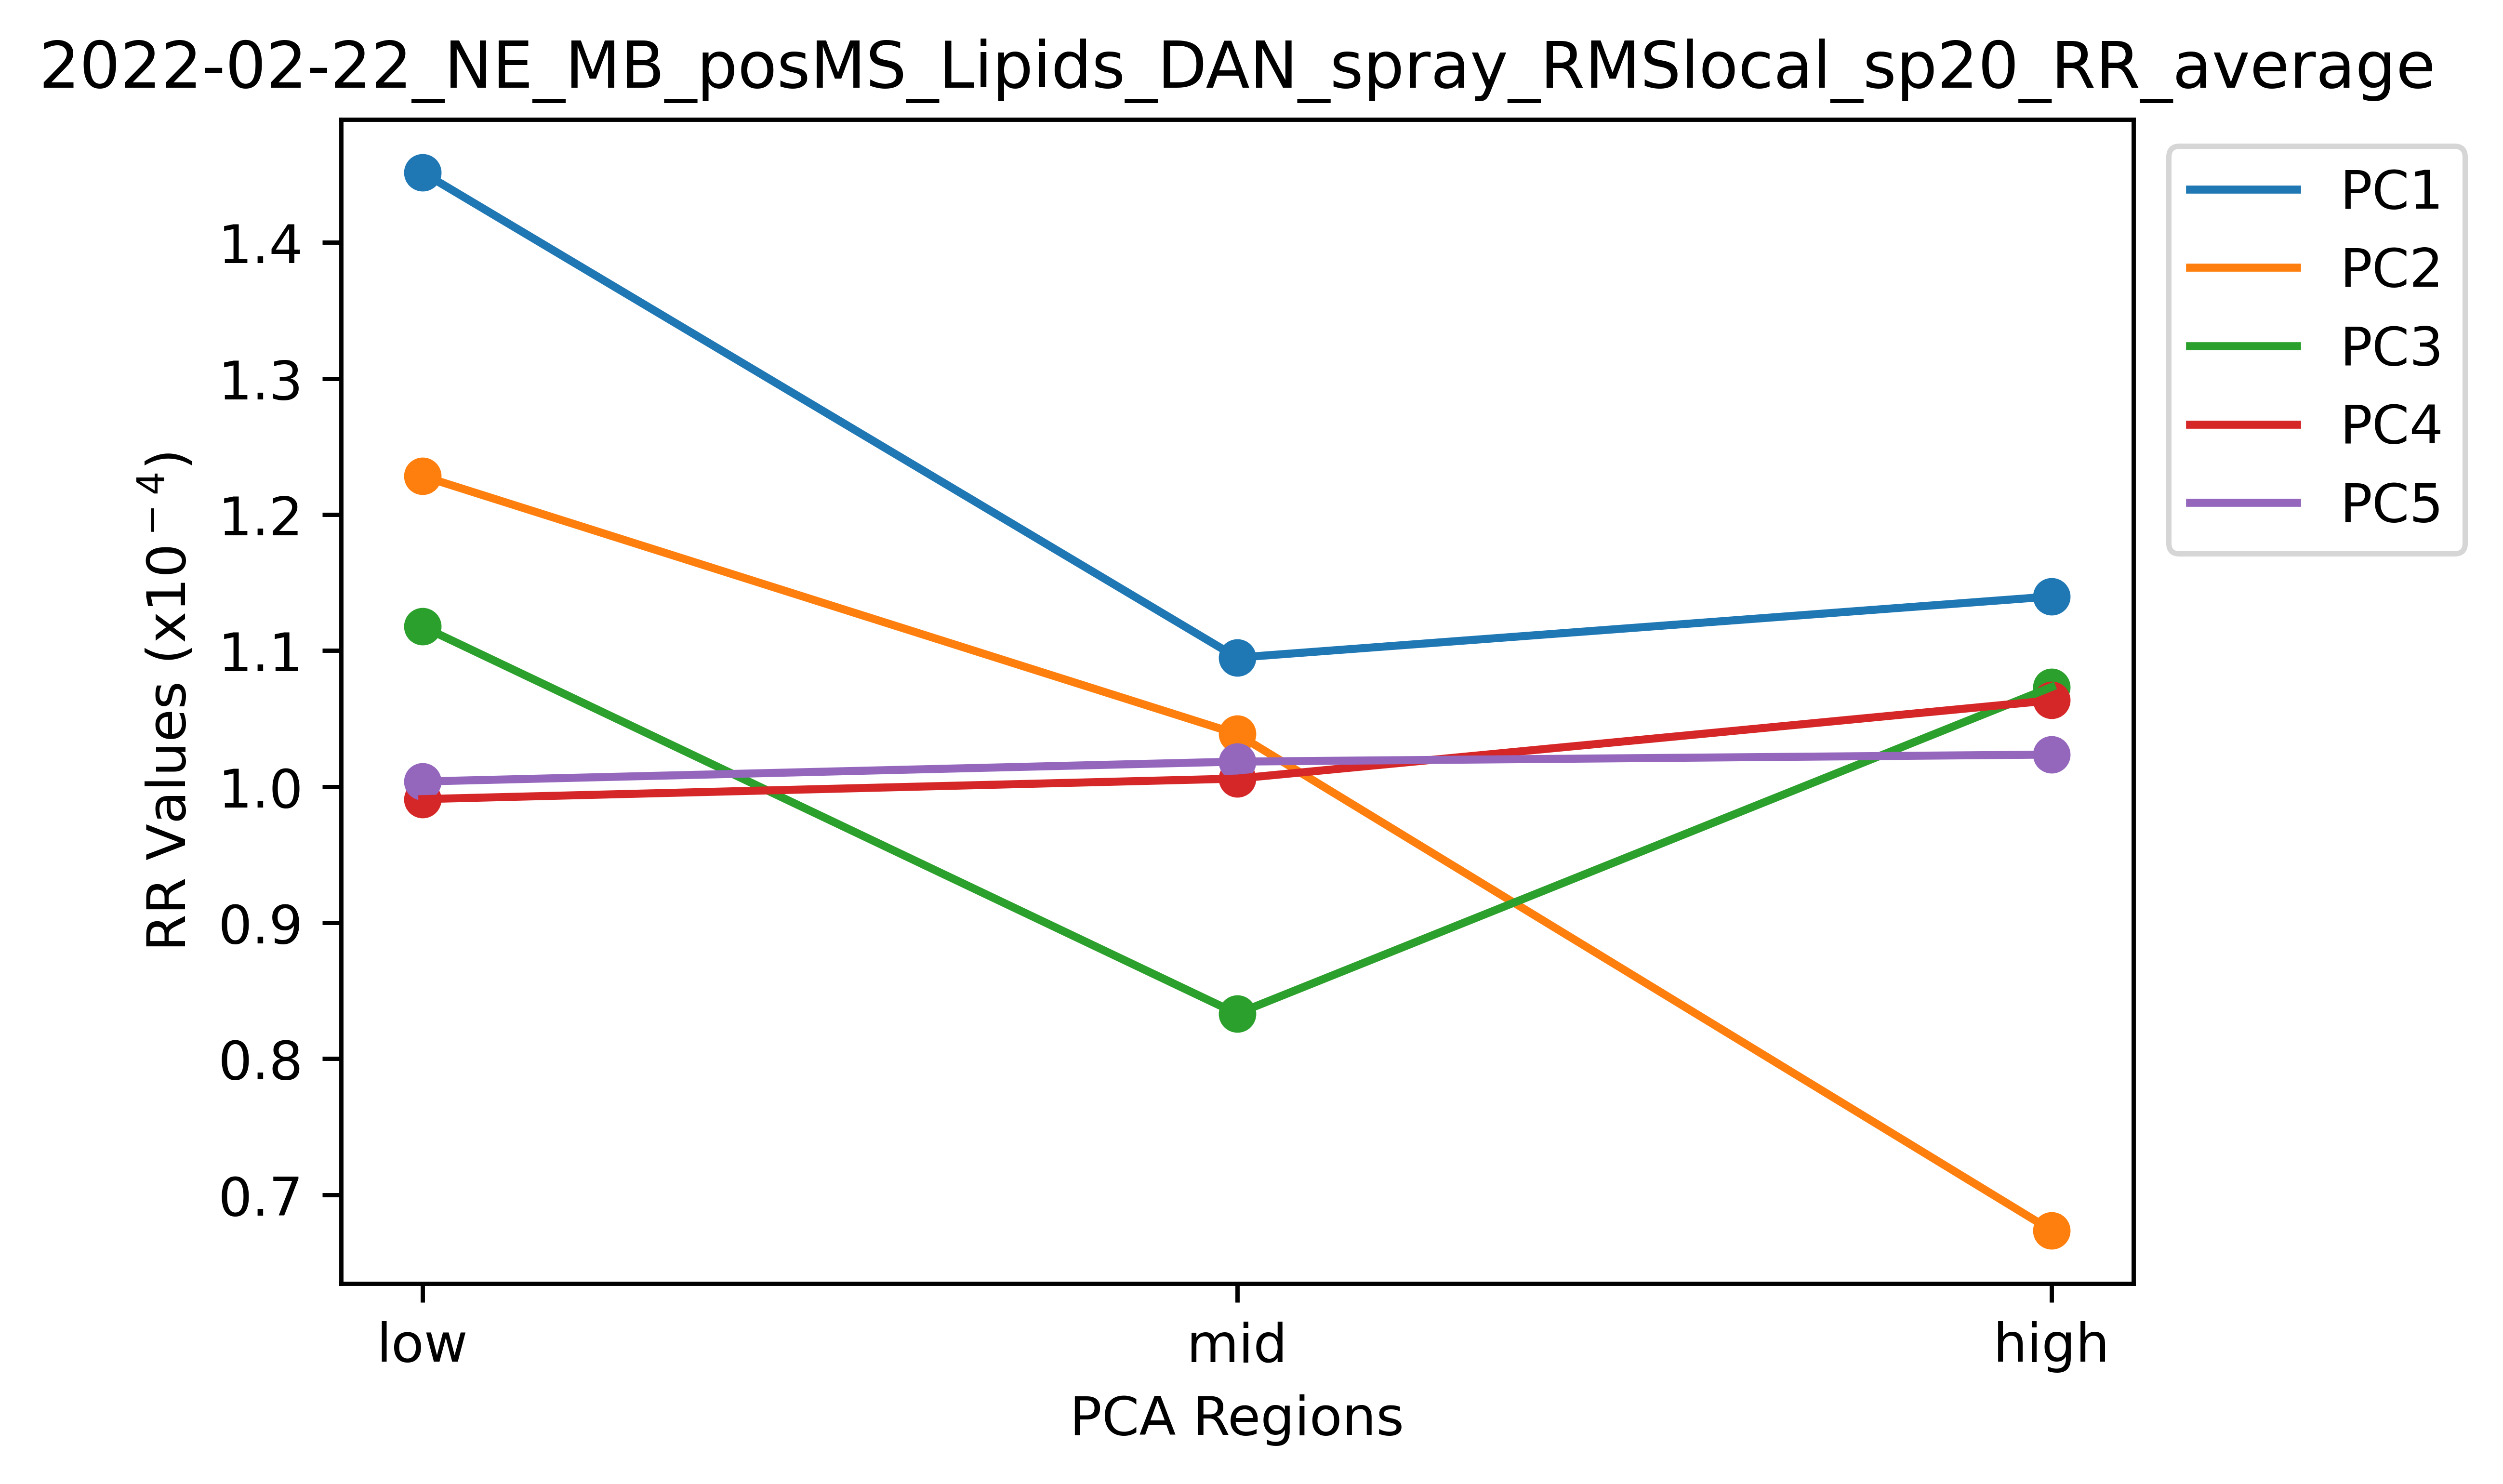 2022-02-22_NE_MB_posMS_Lipids_DAN_spray_RMSlocal_sp20_RR_average
PC1
PC2
PC3
PC4
PC5
RR Values (x10⁻⁴)
1.4
1.3
1.2
1.1
1.0
0.9
0.8
0.7
low mid high
PCA Regions